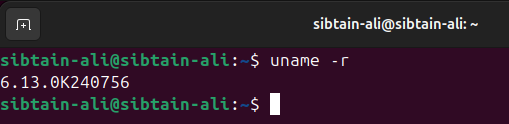 sibtain-ali@sibtain-ali: ~
sibtain-ali@sibtain-ali:~$ uname -r
6.13.0K240756
sibtain-ali@sibtain-ali:~$